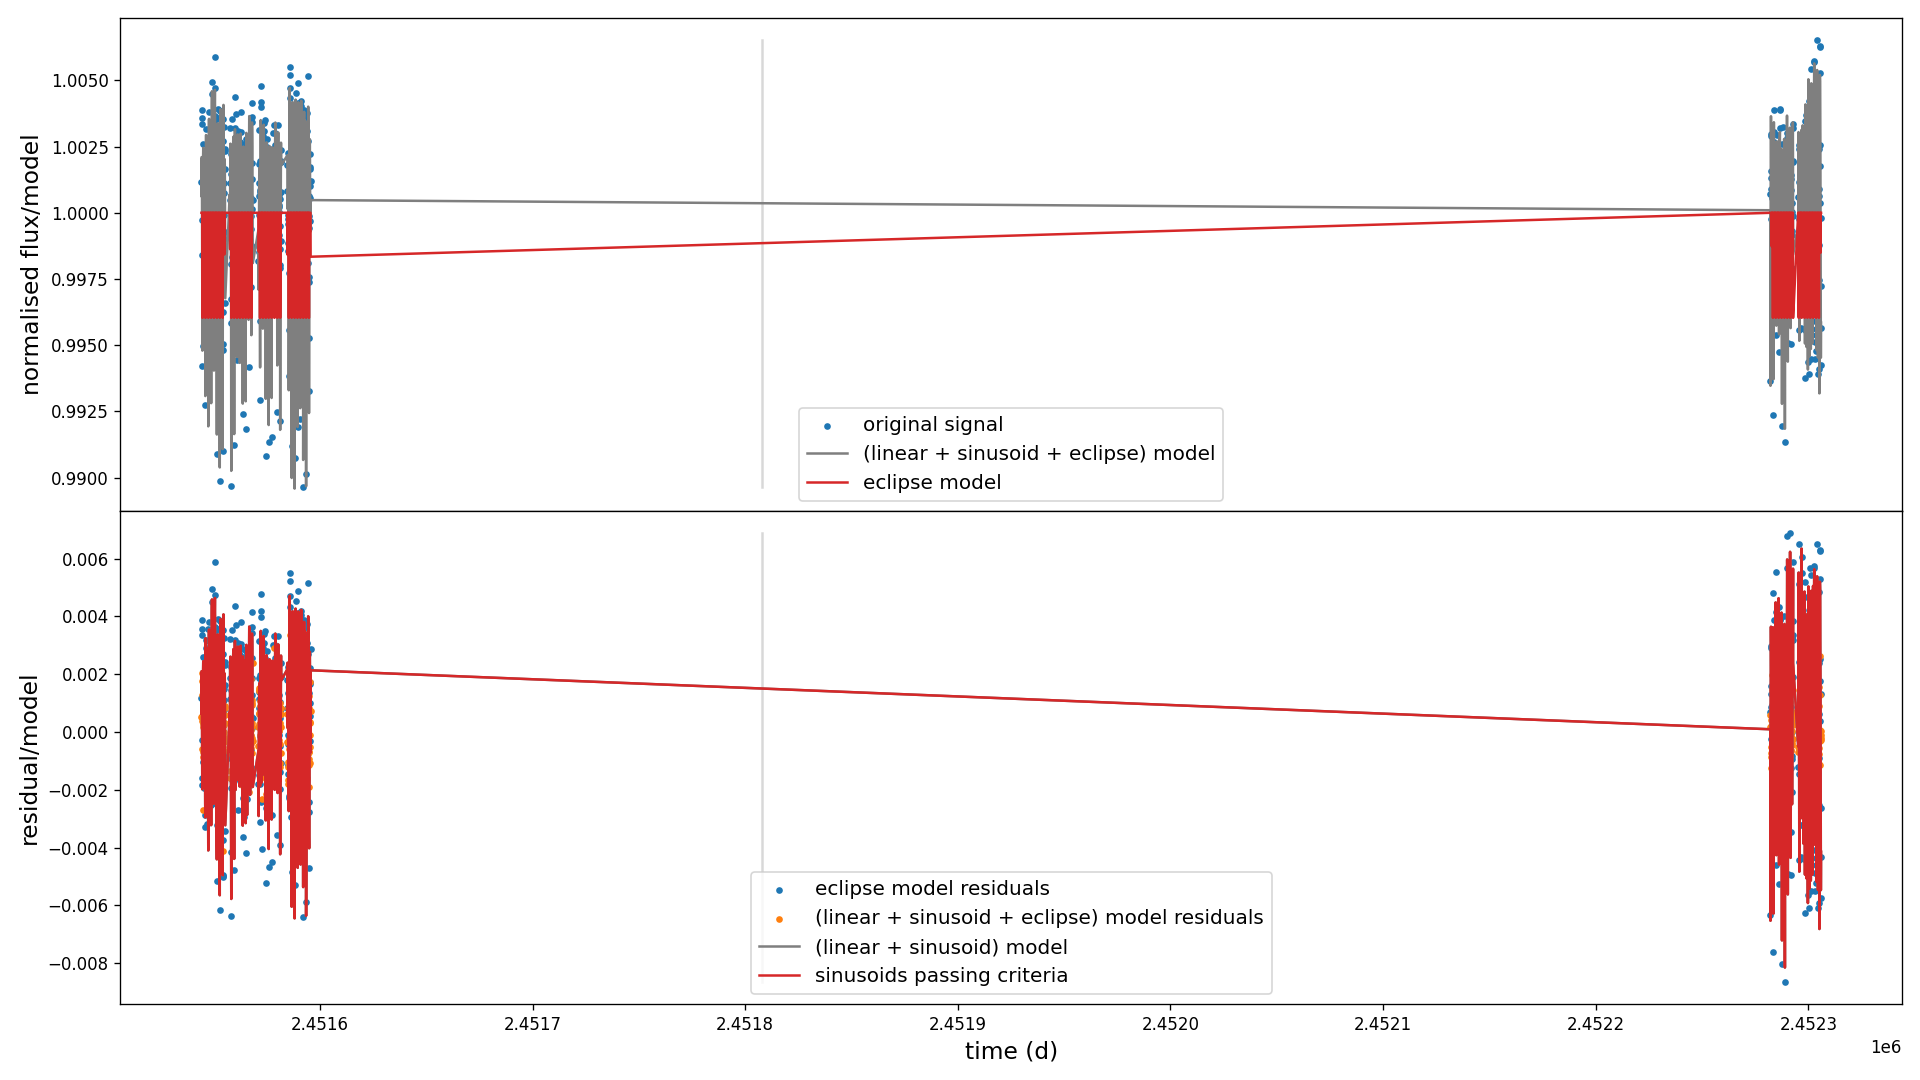 normalised flux/model
1.0050
1.0025
1.0000
0.9975
0.9950
0.9925
0.9900
original signal
(linear + sinusoid + eclipse) model
eclipse model
residual/model
0.006
0.004
0.002
0.000
−0.002
−0.004
−0.006
−0.008
eclipse model residuals
(linear + sinusoid + eclipse) model residuals
(linear + sinusoid) model
sinusoids passing criteria
2.4516 2.4517 2.4518 2.4519 2.4520 2.4521 2.4522 2.4523
1e6
time (d)